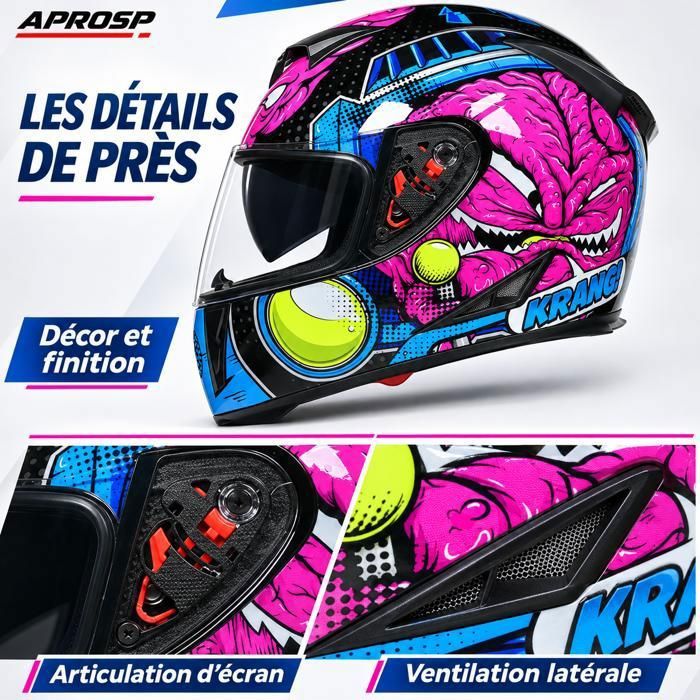 APROSP
LES DÉTAILS
DE PRÈS
KRANG!
Décor et
finition
KRA
Articulation d'écran
Ventilation latérale